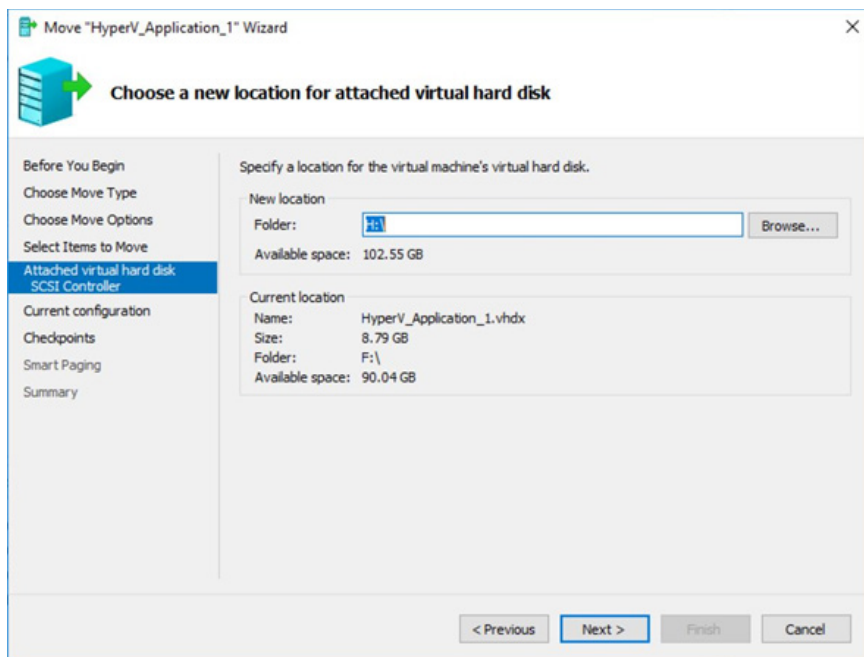 Move "HyperV_Application_1" Wizard
Choose a new location for attached virtual hard disk
Before You Begin
Choose Move Type
Choose Move Options
Select Items to Move
Attached virtual hard disk
SCSI Controller
Current configuration
Checkpoints
Smart Paging
Summary
Specify a location for the virtual machine's virtual hard disk.
New location
Folder: H:\ Browse...
Available space: 102.55 GB
Current location
Name: HyperV_Application_1.vhdx
Size: 8.79 GB
Folder: F:\
Available space: 90.04 GB
< Previous Next > Finish Cancel